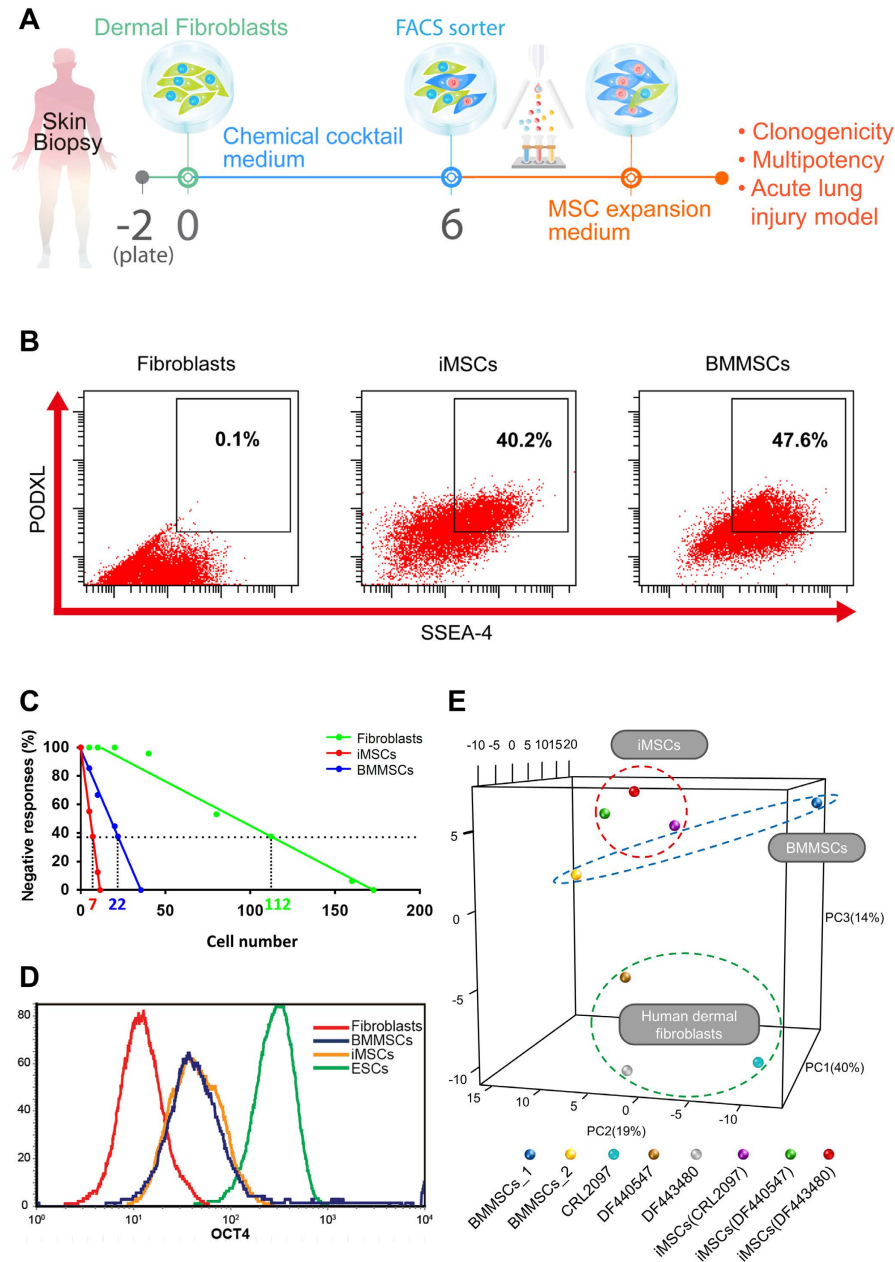 A
Dermal Fibroblasts
FACS sorter
Skin
Biopsy
Chemical cocktail
medium
• Clonogenicity
• Multipotency
• Acute lung
injury model
MSC expansion
medium
-2
(plate)
0
6
B
Fibroblasts
iMSCs
BMMSCs
0.1%
40.2%
47.6%
PODXL
SSEA-4
C
Negative responses (%)
100
80
60
40
20
0
Fibroblasts
iMSCs
BMMSCs
0 7 22 50 100 112 150 200
Cell number
D
80
60
40
20
0
Fibroblasts
BMMSCs
iMSCs
ESCs
10⁰ 10¹ 10² 10³ 10⁴
OCT4
E
-10 -5 0 5 10 15 20
iMSCs
BMMSCs
Human dermal
fibroblasts
5
0
-5
-10
PC3(14%)
PC1(40%)
15 10 5 0 -5 -10
PC2(19%)
BMMSCs_1
BMMSCs_2
CRL2097
DF440547
DF443480
iMSCs(CRL2097)
iMSCs(DF440547)
iMSCs(DF443480)